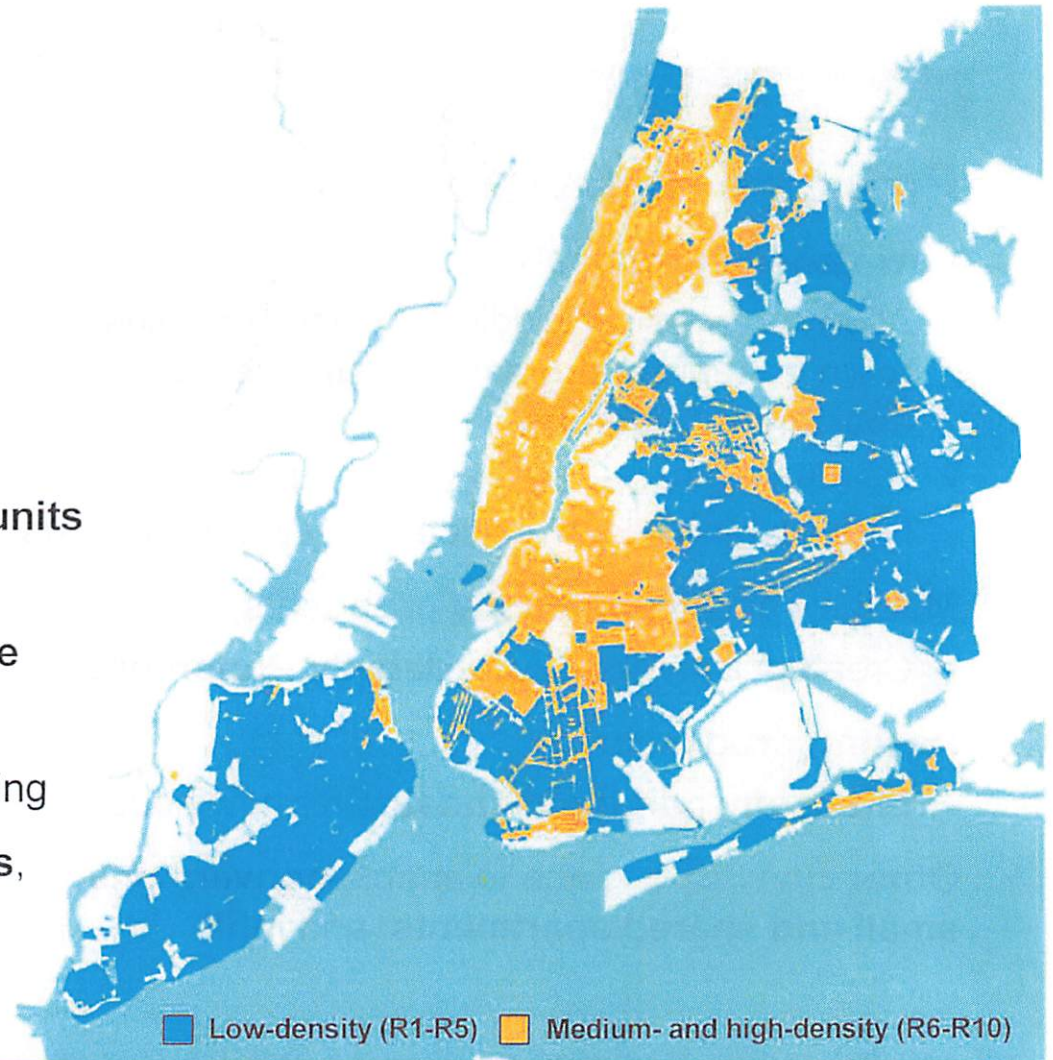 units
e
ng
s,
Low-density (R1-R5) Medium- and high-density (R6-R10)